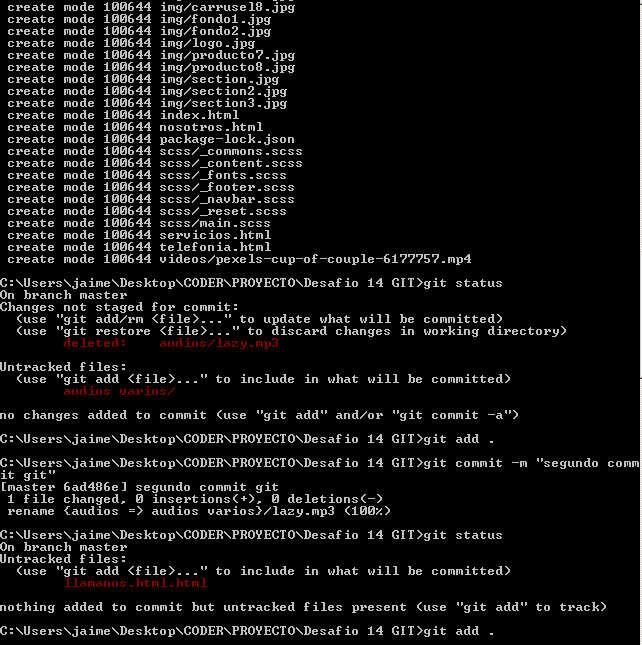 create mode 100644 img/carrusel8.jpg
create mode 100644 img/fondo1.jpg
create mode 100644 img/fondo2.jpg
create mode 100644 img/logo.jpg
create mode 100644 img/producto7.jpg
create mode 100644 img/producto8.jpg
create mode 100644 img/section.jpg
create mode 100644 img/section2.jpg
create mode 100644 img/section3.jpg
create mode 100644 index.html
create mode 100644 nosotros.html
create mode 100644 package-lock.json
create mode 100644 scss/_commons.scss
create mode 100644 scss/_content.scss
create mode 100644 scss/_fonts.scss
create mode 100644 scss/_footer.scss
create mode 100644 scss/_navbar.scss
create mode 100644 scss/_reset.scss
create mode 100644 scss/main.scss
create mode 100644 servicios.html
create mode 100644 telefonia.html
create mode 100644 videos/pexels-cup-of-couple-6177757.mp4
C:\Users\jaime\Desktop\CODER\PROYECTO\Desafio 14 GIT>git status
On branch master
Changes not staged for commit:
(use "git add/rm <file>..." to update what will be committed)
(use "git restore <file>..." to discard changes in working directory)
deleted: audios/lazy.mp3
Untracked files:
(use "git add <file>..." to include in what will be committed)
audios varios/
no changes added to commit (use "git add" and/or "git commit -a")
C:\Users\jaime\Desktop\CODER\PROYECTO\Desafio 14 GIT>git add .
C:\Users\jaime\Desktop\CODER\PROYECTO\Desafio 14 GIT>git commit -m "segundo comm
it git"
[master 6ad486e] segundo commit git
1 file changed, 0 insertions(+), 0 deletions(-)
rename {audios => audios varios}/lazy.mp3 (100%)
C:\Users\jaime\Desktop\CODER\PROYECTO\Desafio 14 GIT>git status
On branch master
Untracked files:
(use "git add <file>..." to include in what will be committed)
llamanos.html.html
nothing added to commit but untracked files present (use "git add" to track)
C:\Users\jaime\Desktop\CODER\PROYECTO\Desafio 14 GIT>git add .